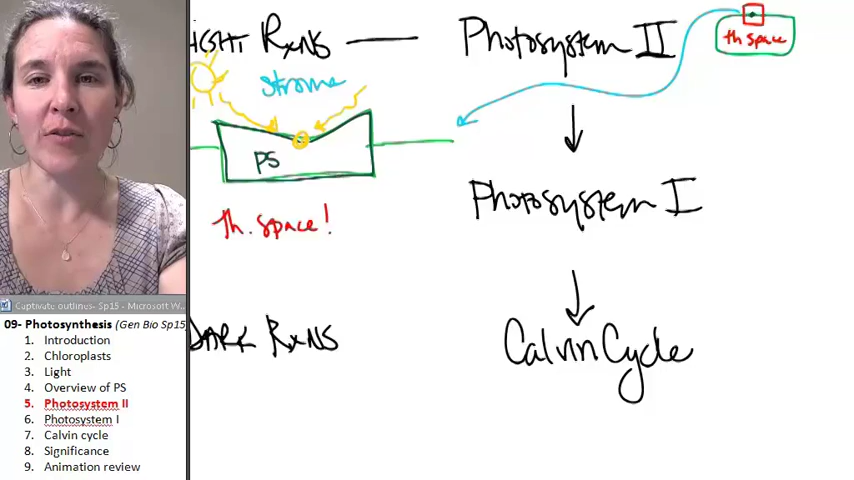 IGHT RXNS — Photosystem II
th space
stroma
PS
Photosystem I
th. space!
DARK RXNS
Calvin Cycle
Captivate outlines- Sp15 - Microsoft W
09- Photosynthesis (Gen Bio Sp15
1. Introduction
2. Chloroplasts
3. Light
4. Overview of PS
5. Photosystem II
6. Photosystem I
7. Calvin cycle
8. Significance
9. Animation review